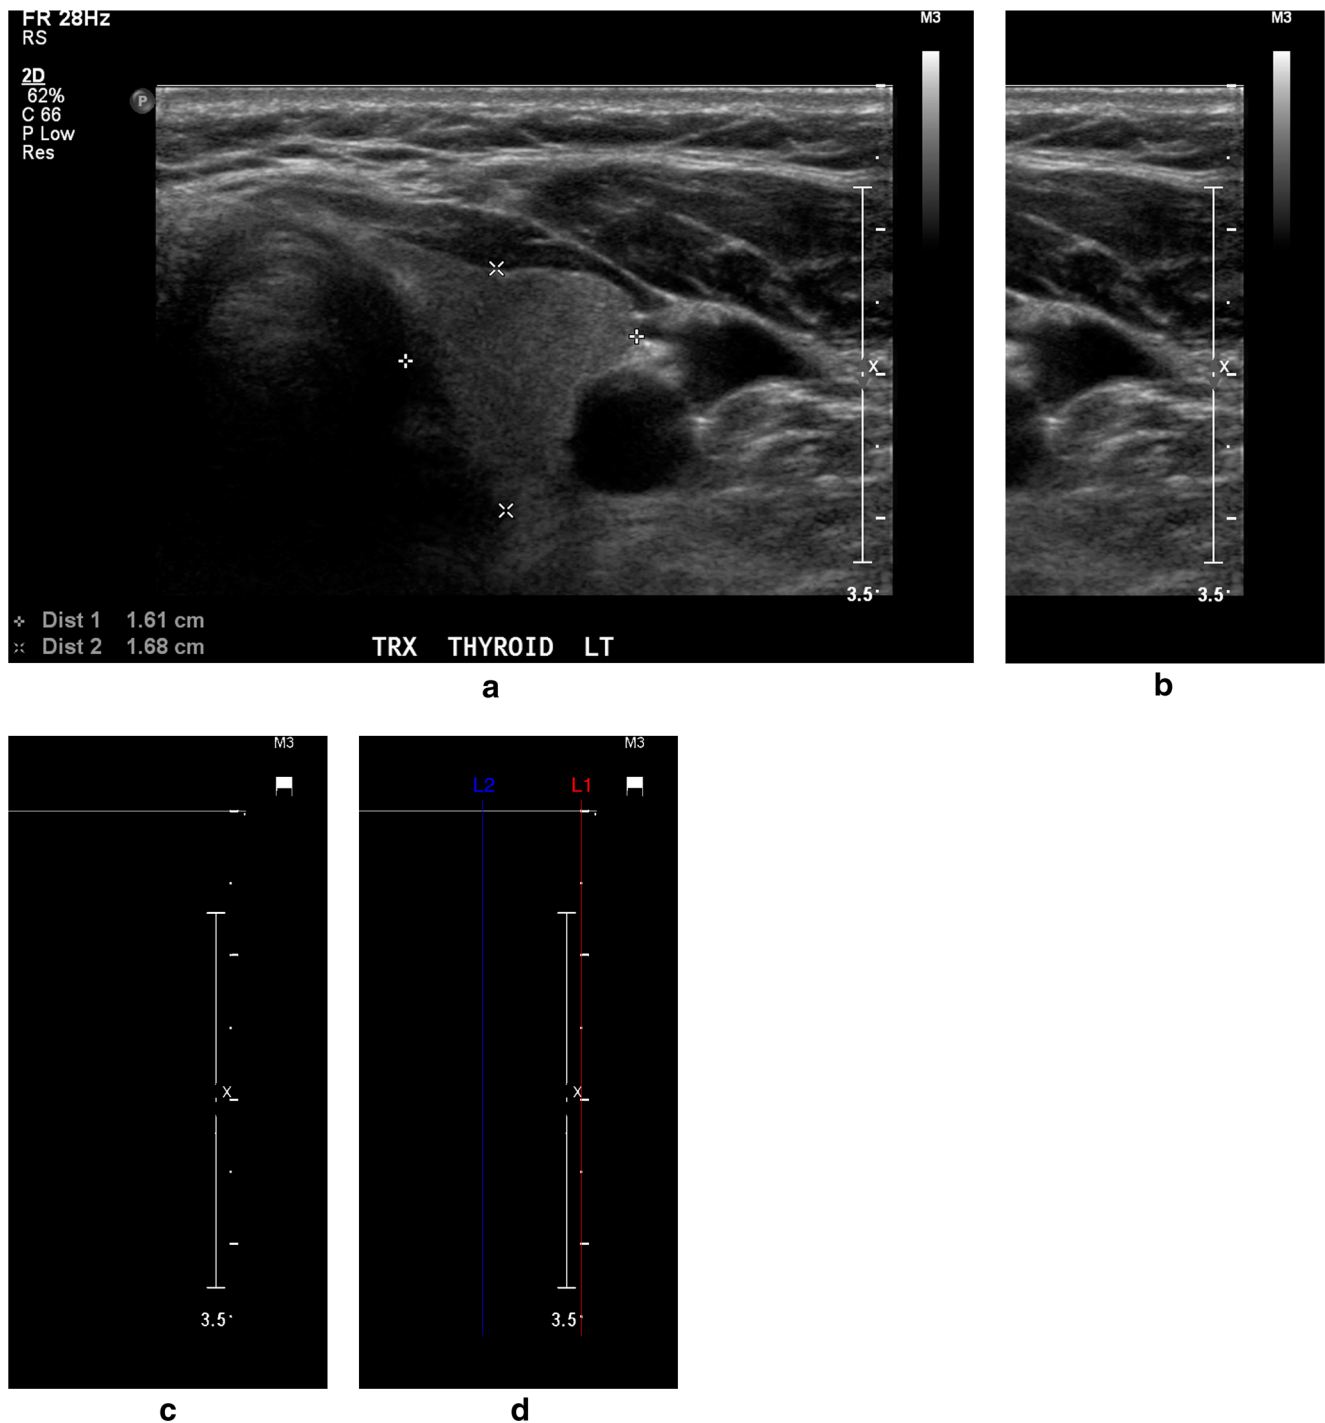 FR 28Hz
RS
2D
62%
C 66
P Low
Res
P
M3
X
3.5
Dist 1 1.61 cm
Dist 2 1.68 cm
TRX THYROID LT
a
M3
X
3.5
b
M3
X
3.5
c
M3
L2 L1
X
3.5
d